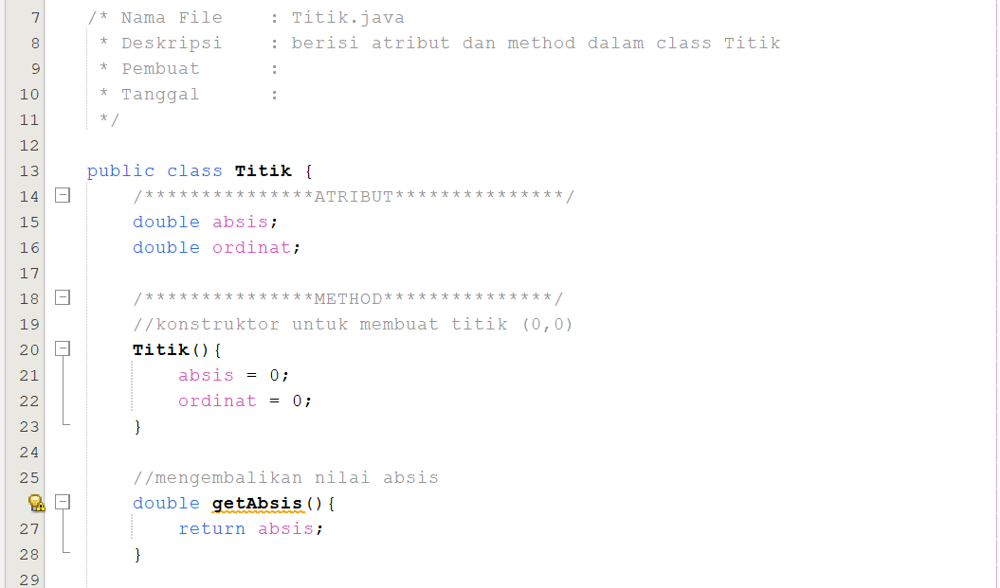 7 /* Nama File : Titik.java
8 * Deskripsi : berisi atribut dan method dalam class Titik
9 * Pembuat :
10 * Tanggal :
11 */
12
13 public class Titik {
14 /***************ATRIBUT***************/
15 double absis;
16 double ordinat;
17
18 /***************METHOD***************/
19 //konstruktor untuk membuat titik (0,0)
20 Titik(){
21 absis = 0;
22 ordinat = 0;
23 }
24
25 //mengembalikan nilai absis
double getAbsis(){
27 return absis;
28 }
29